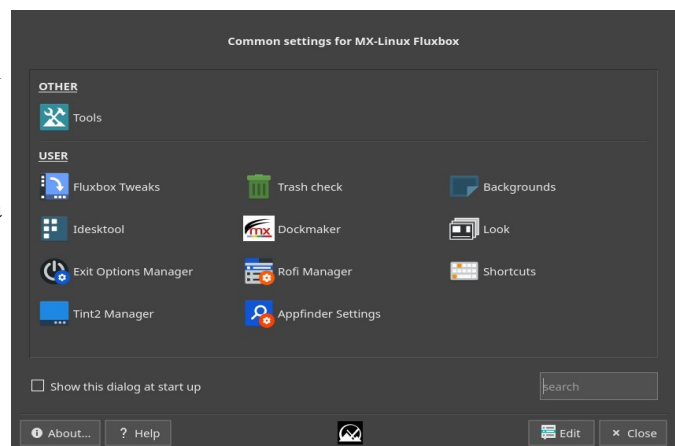 Common settings for MX-Linux Fluxbox
OTHER
Tools
USER
Fluxbox Tweaks Trash check Backgrounds
Idesktool mx Dockmaker Look
Exit Options Manager Rofi Manager Shortcuts
Tint2 Manager Appfinder Settings
Show this dialog at start up search
About... ? Help Edit × Close